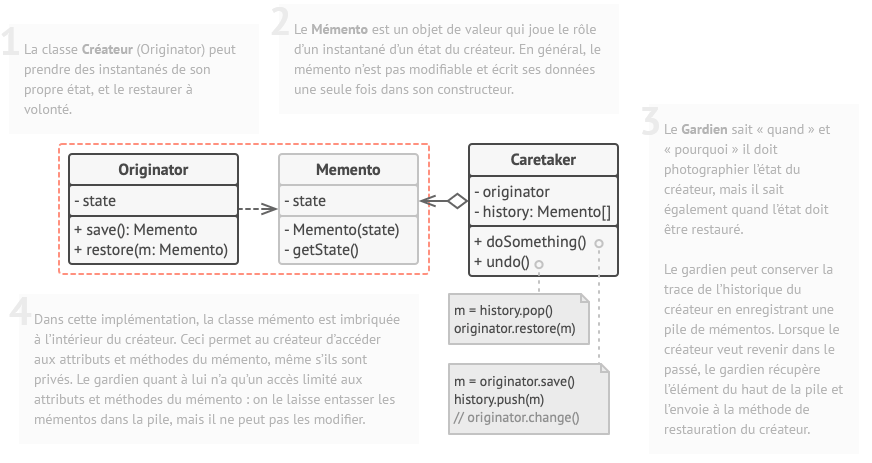 1
La classe Créateur (Originator) peut
prendre des instantanés de son
propre état, et le restaurer à
volonté.
2
Le Mémento est un objet de valeur qui joue le rôle
d'un instantané d'un état du créateur. En général, le
mémento n'est pas modifiable et écrit ses données
une seule fois dans son constructeur.
3
Le Gardien sait « quand » et
« pourquoi » il doit
photographier l'état du
créateur, mais il sait
également quand l'état doit
être restauré.
Le gardien peut conserver la
trace de l'historique du
créateur en enregistrant une
pile de mémentos. Lorsque le
créateur veut revenir dans le
passé, le gardien récupère
l'élément du haut de la pile et
l'envoie à la méthode de
restauration du créateur.
Originator
- state
+ save(): Memento
+ restore(m: Memento)
Memento
- state
- Memento(state)
- getState()
Caretaker
- originator
- history: Memento[]
+ doSomething()
+ undo()
m = history.pop()
originator.restore(m)
m = originator.save()
history.push(m)
// originator.change()
4
Dans cette implémentation, la classe mémento est imbriquée
à l'intérieur du créateur. Ceci permet au créateur d'accéder
aux attributs et méthodes du mémento, même s'ils sont
privés. Le gardien quant à lui n'a qu'un accès limité aux
attributs et méthodes du mémento : on le laisse entasser les
mémentos dans la pile, mais il ne peut pas les modifier.